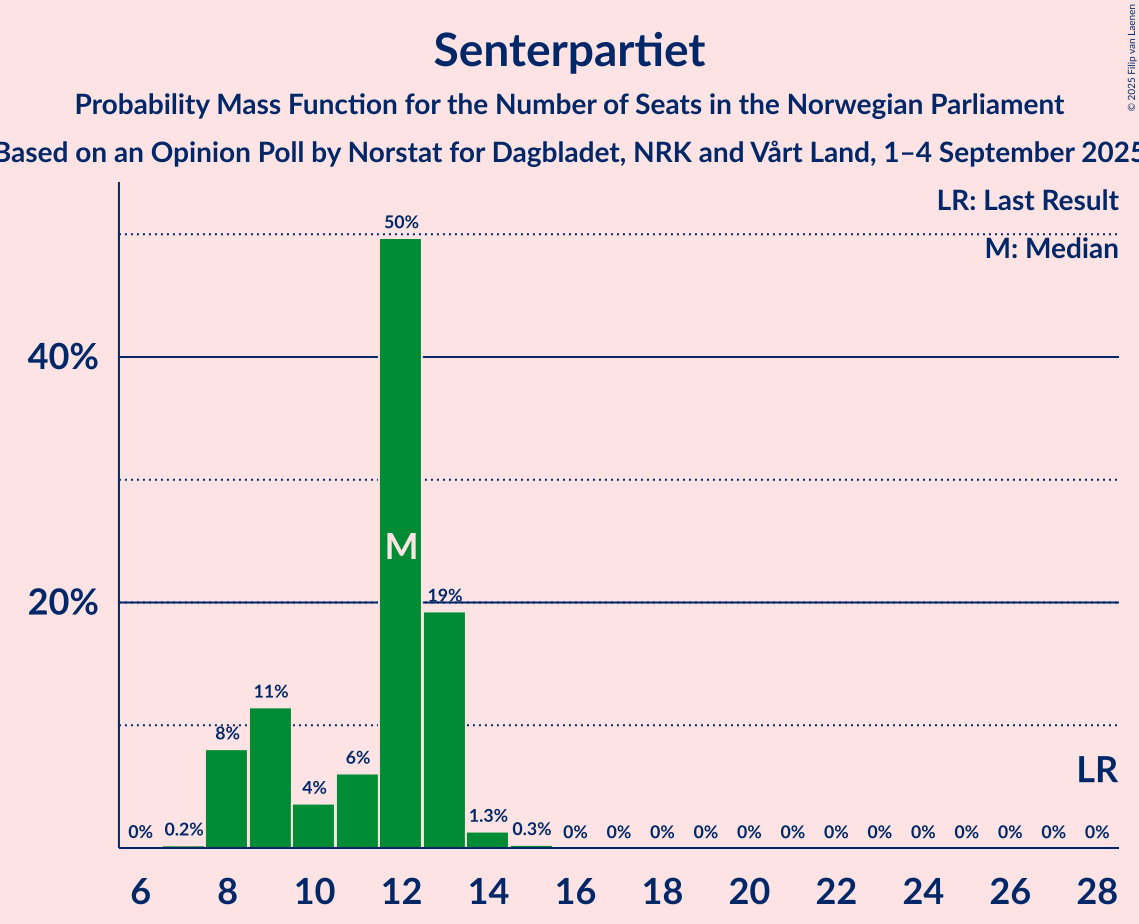 Senterpartiet
Probability Mass Function for the Number of Seats in the Norwegian Parliament
Based on an Opinion Poll by Norstat for Dagbladet, NRK and Vårt Land, 1–4 September 2025
© 2025 Filip van Laenen
LR: Last Result
M: Median
40%
20%
0% 0.2% 8% 11% 4% 6% 50% 19% 1.3% 0.3% 0% 0% 0% 0% 0% 0% 0% 0% 0% 0% 0% 0% 0%
M
LR
6 8 10 12 14 16 18 20 22 24 26 28